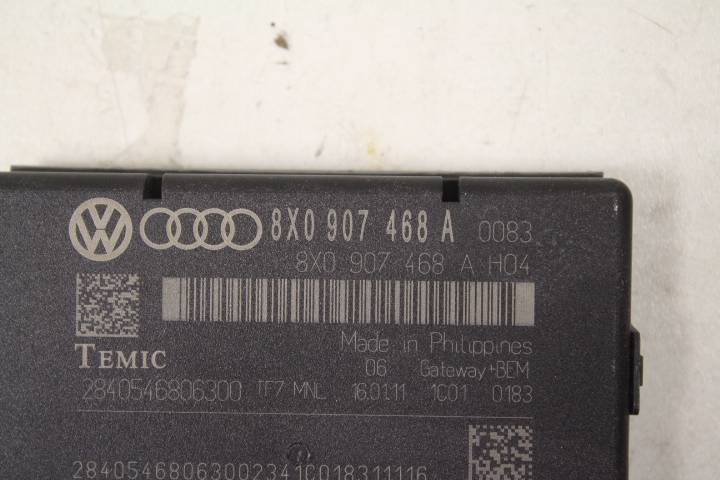 8X0 907 468 A 0083
8X0 907 468 A H04
TEMIC
Made in Philippines
06 Gateway+BEM
2840546806300 TF7 MNL 16.01.11 1C01 0183
28405468063002341C018311116